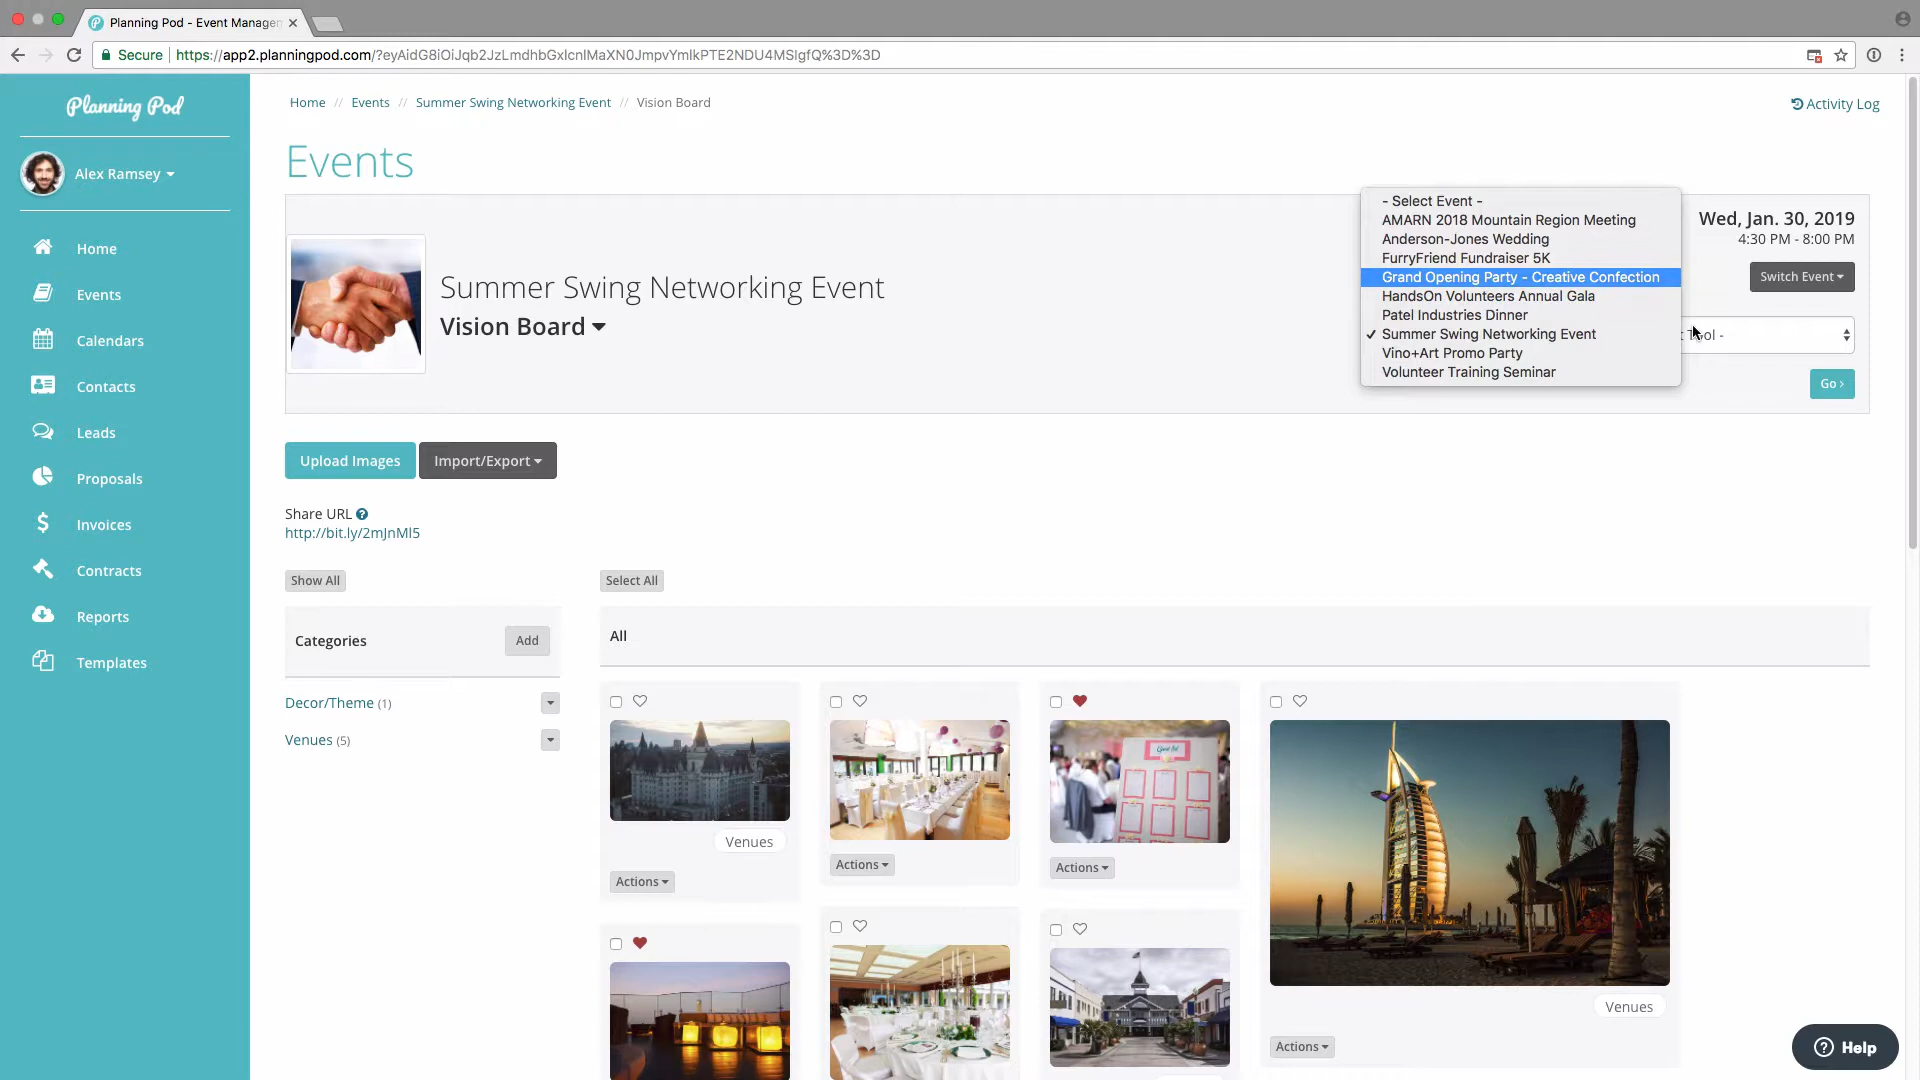 Planning Pod - Event Manage
Secure
https://app2.planningpod.com/?eyAidG8iOiJqb2JzLmdhbGxlcnlMaXN0JmpvYmlkPTE2NDU4MSIgfQ%3D%3D
Planning Pod
Alex Ramsey
Home
Events
Calendars
Contacts
Leads
Proposals
Invoices
Contracts
Reports
Templates
Home // Events // Summer Swing Networking Event // Vision Board
Activity Log
Events
Summer Swing Networking Event
Vision Board
- Select Event -
AMARN 2018 Mountain Region Meeting
Anderson-Jones Wedding
FurryFriend Fundraiser 5K
Grand Opening Party - Creative Confection
HandsOn Volunteers Annual Gala
Patel Industries Dinner
✓ Summer Swing Networking Event
Vino+Art Promo Party
Volunteer Training Seminar
Wed, Jan. 30, 2019
4:30 PM - 8:00 PM
Switch Event
Tool -
Go ›
Upload Images
Import/Export
Share URL
http://bit.ly/2mJnMl5
Show All
Select All
Categories
Add
All
Decor/Theme (1)
Venues (5)
Venues
Actions
Actions
Actions
Venues
Actions
Help